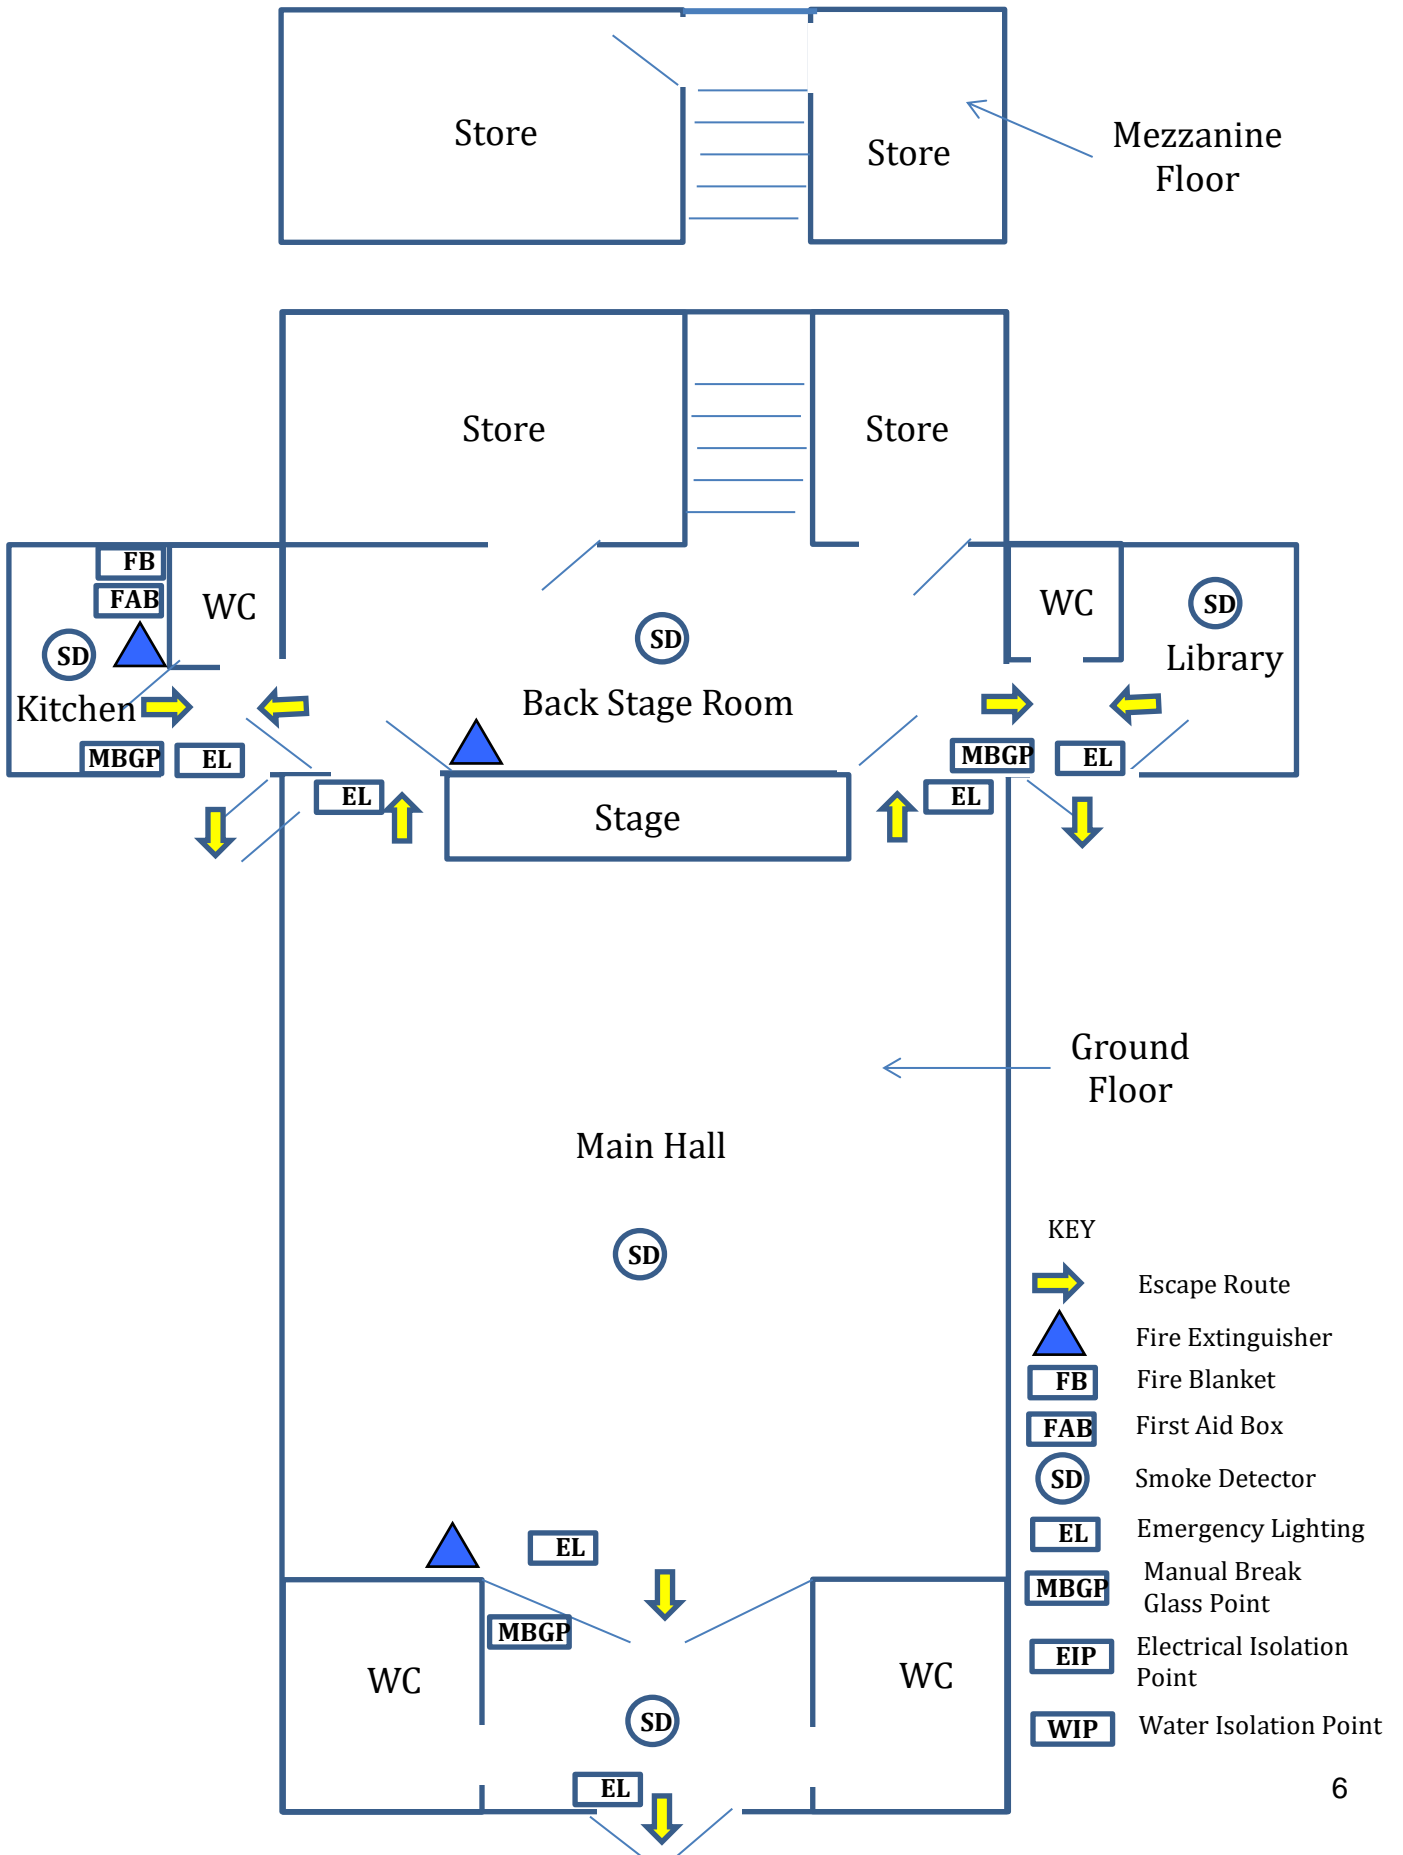 Store
Store
Mezzanine
Floor
Store
Store
FB
FAB
WC
SD
Kitchen
MBGP
EL
EL
SD
Back Stage Room
WC
SD
Library
MBGP
EL
EL
Stage
Ground
Floor
Main Hall
SD
EL
MBGP
WC
SD
WC
EL
KEY
Escape Route
Fire Extinguisher
FB Fire Blanket
FAB First Aid Box
SD Smoke Detector
EL Emergency Lighting
MBGP Manual Break
Glass Point
EIP Electrical Isolation
Point
WIP Water Isolation Point
6